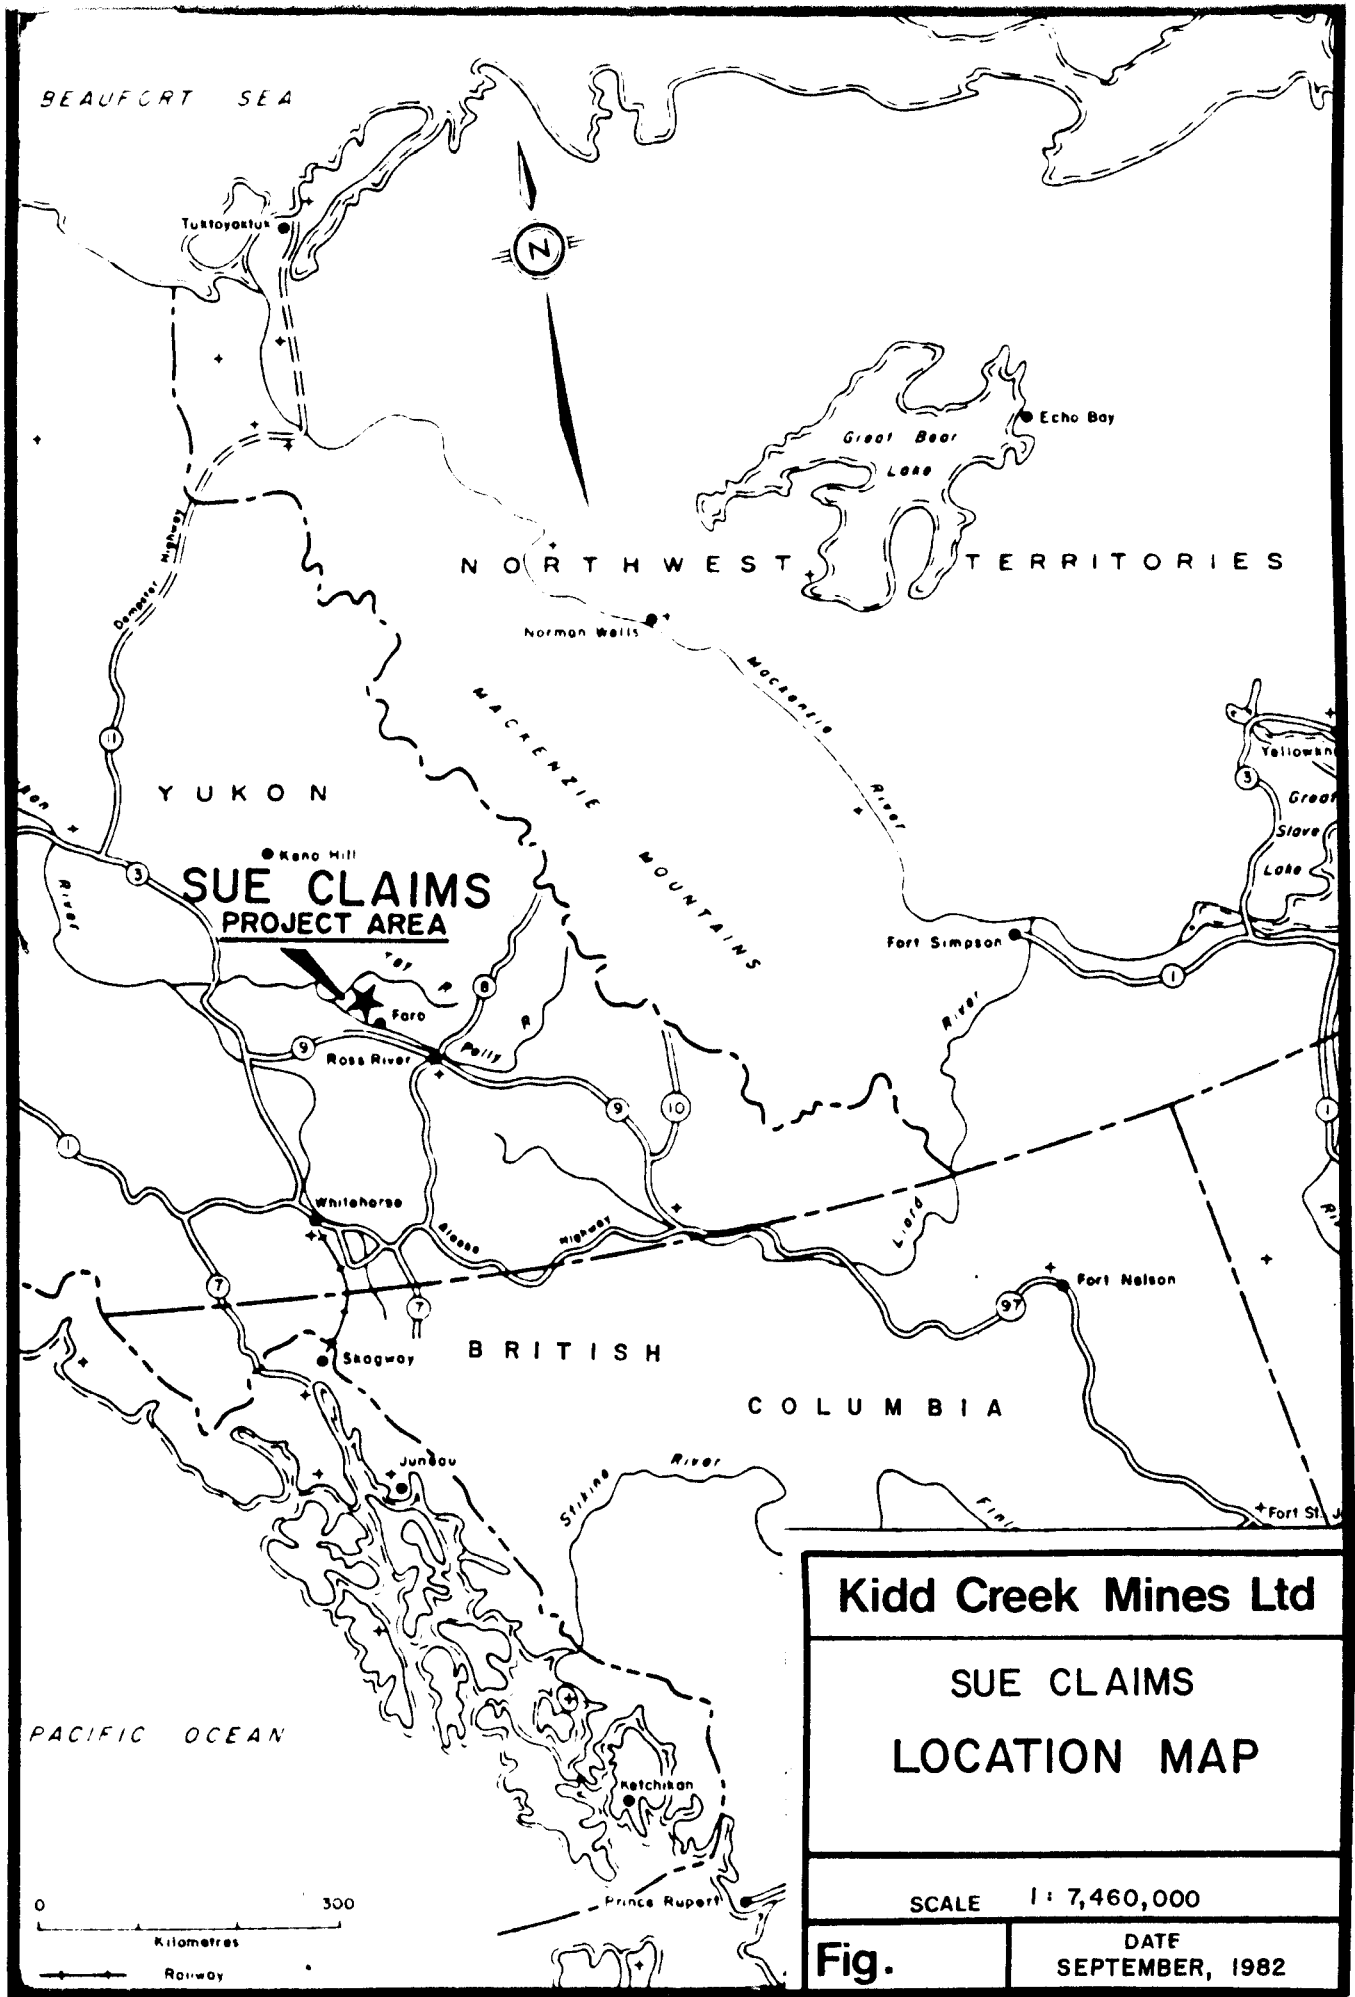 BEAUFORT SEA
Tuktoyaktuk
N
Echo Bay
Great Bear
Lake
Dempster Highway
NORTHWEST TERRITORIES
Norman Wells
Mackenzie River
MACKENZIE MOUNTAINS
11
YUKON
Yellowkn
3
Great
Slave
Lake
Keno Hill
3
River
SUE CLAIMS
PROJECT AREA
Fort Simpson
1
R
8
R
Faro
Ross River
Pelly
9
River
9
10
1
1
Whitehorse
Alaska Highway
Liard
7
7
97
Fort Nelson
Skagway
BRITISH
COLUMBIA
Juneau
Stikine River
Fort St. J
Kidd Creek Mines Ltd
SUE CLAIMS
LOCATION MAP
PACIFIC OCEAN
Ketchikan
Prince Rupert
SCALE 1 : 7,460,000
0 300
Kilometres
Railway
Fig.
DATE
SEPTEMBER, 1982